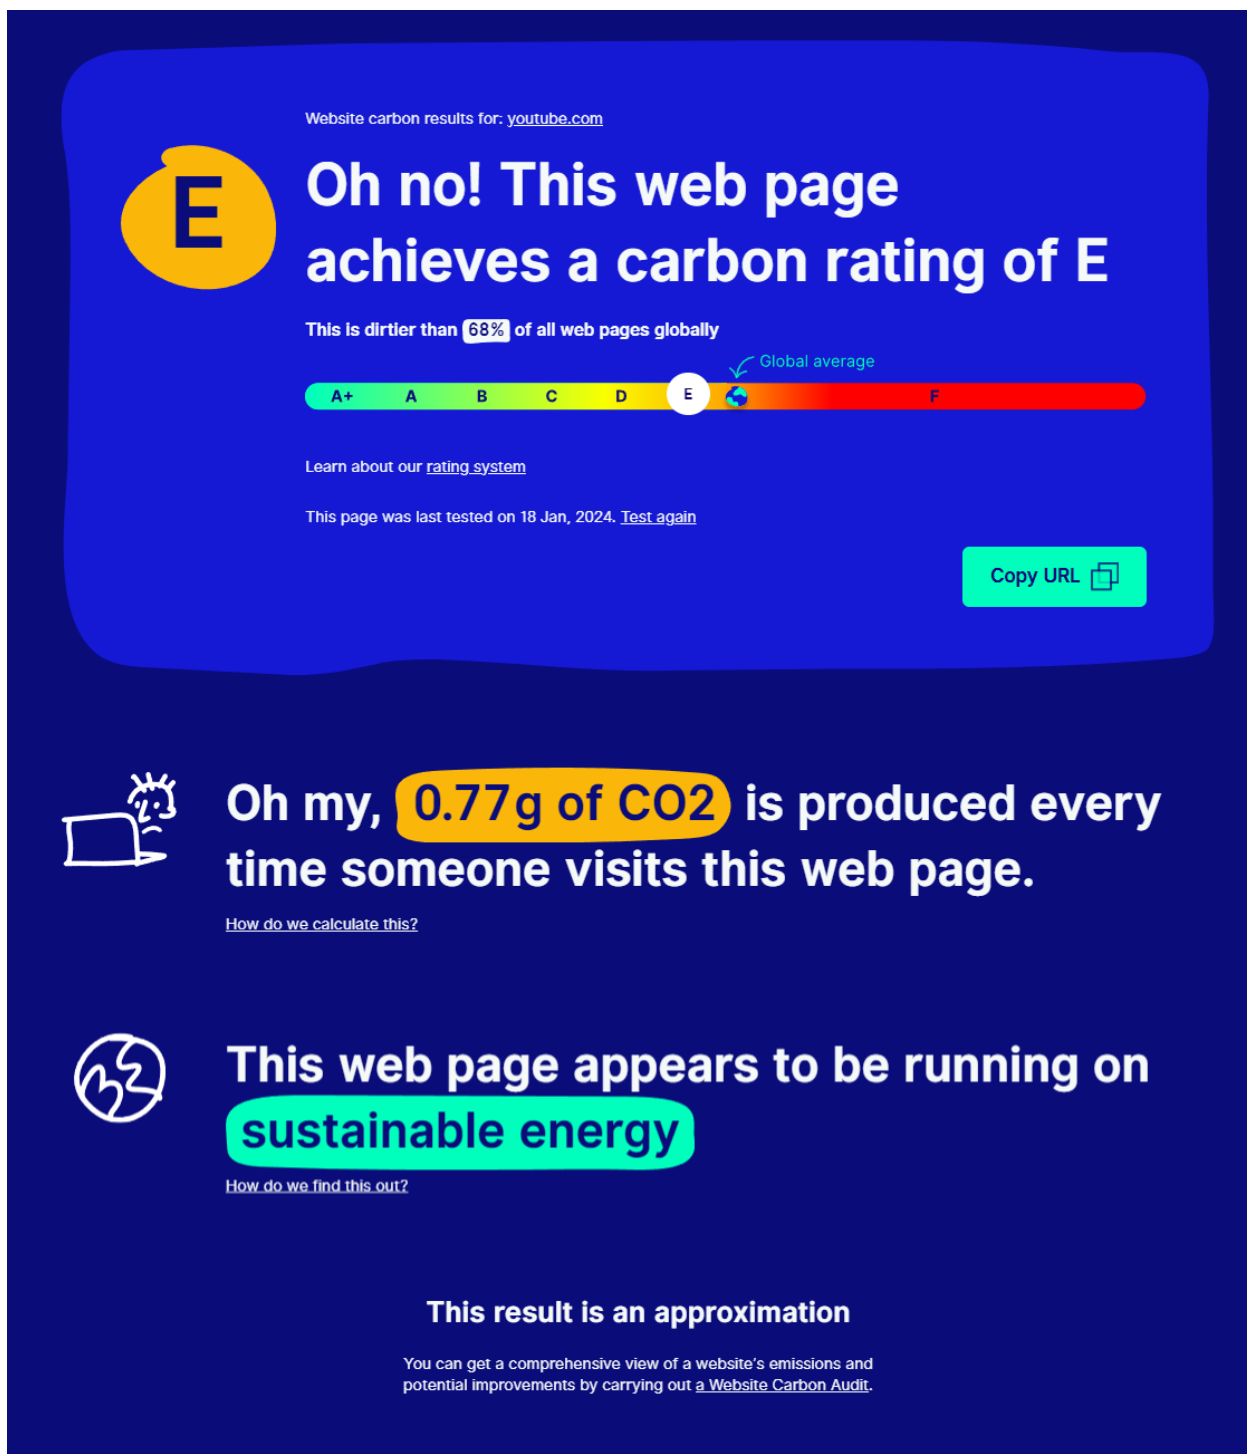 Website carbon results for: youtube.com
E
Oh no! This web page
achieves a carbon rating of E
This is dirtier than 68% of all web pages globally
Global average
A+ A B C D E F
Learn about our rating system
This page was last tested on 18 Jan, 2024. Test again
Copy URL
Oh my, 0.77g of CO2 is produced every
time someone visits this web page.
How do we calculate this?
This web page appears to be running on
sustainable energy
How do we find this out?
This result is an approximation
You can get a comprehensive view of a website’s emissions and
potential improvements by carrying out a Website Carbon Audit.